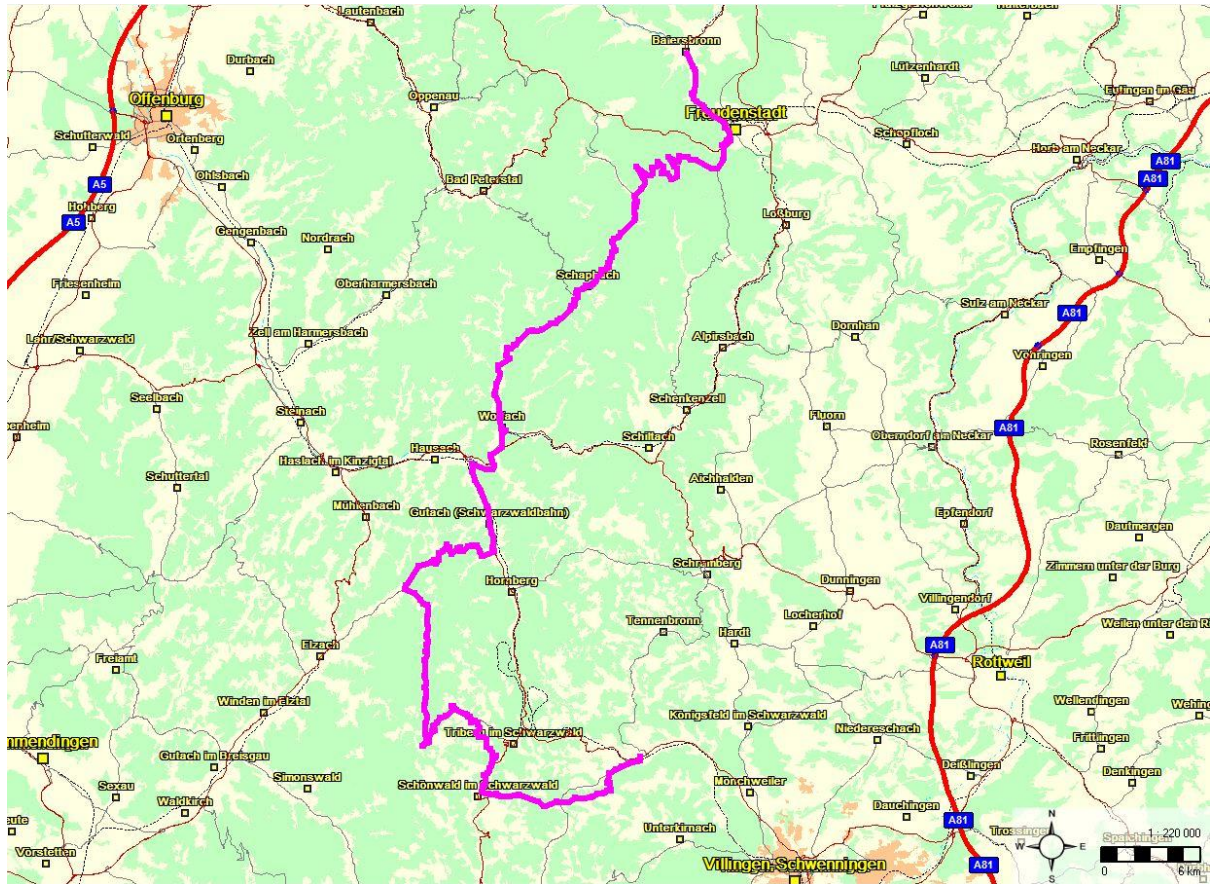 Lautenbach
Baiersbronn
Durbach
Lützenhardt
Eutingen im Gäu
Offenburg
Oppenau
Freudenstadt
Schutterwald
Ortenberg
Schopfloch
Horb am Neckar
A81
A81
A5
Ohlsbach
Bad Peterstal
Hohberg
A5
Loßburg
Gengenbach
Nordrach
Empfingen
Friesenheim
Oberharmersbach
Schapbach
Sulz am Neckar
A81
Zell am Harmersbach
Dornhan
Lahr/Schwarzwald
Alpirsbach
Vöhringen
Seelbach
Schenkenzell
Steinach
Wolfach
Fluorn
A81
Schiltach
Oberndorf am Neckar
Rosenfeld
Hausach
Haslach im Kinzigtal
Schuttertal
Aichhalden
Mühlenbach
Gutach (Schwarzwaldbahn)
Epfendorf
Dautmergen
Schramberg
Zimmern unter der Burg
Hornberg
Dunningen
Villingendorf
Locherhof
Tennenbronn
Hardt
Weilen unter den
Elzach
A81
Freiamt
Rottweil
Winden im Elztal
Wellendingen
Wehing
Königsfeld im Schwarzwald
Niedereschach
Triberg im Schwarzwald
Frittlingen
mmendingen
Gutach im Breisgau
Simonswald
Deißlingen
Denkingen
Sexau
Schönwald im Schwarzwald
Mönchweiler
Waldkirch
Dauchingen
A81
Unterkirnach
Trossingen
N
W
E
S
1 : 220 000
Vörstetten
Villingen-Schwenningen
A81
0
6 km